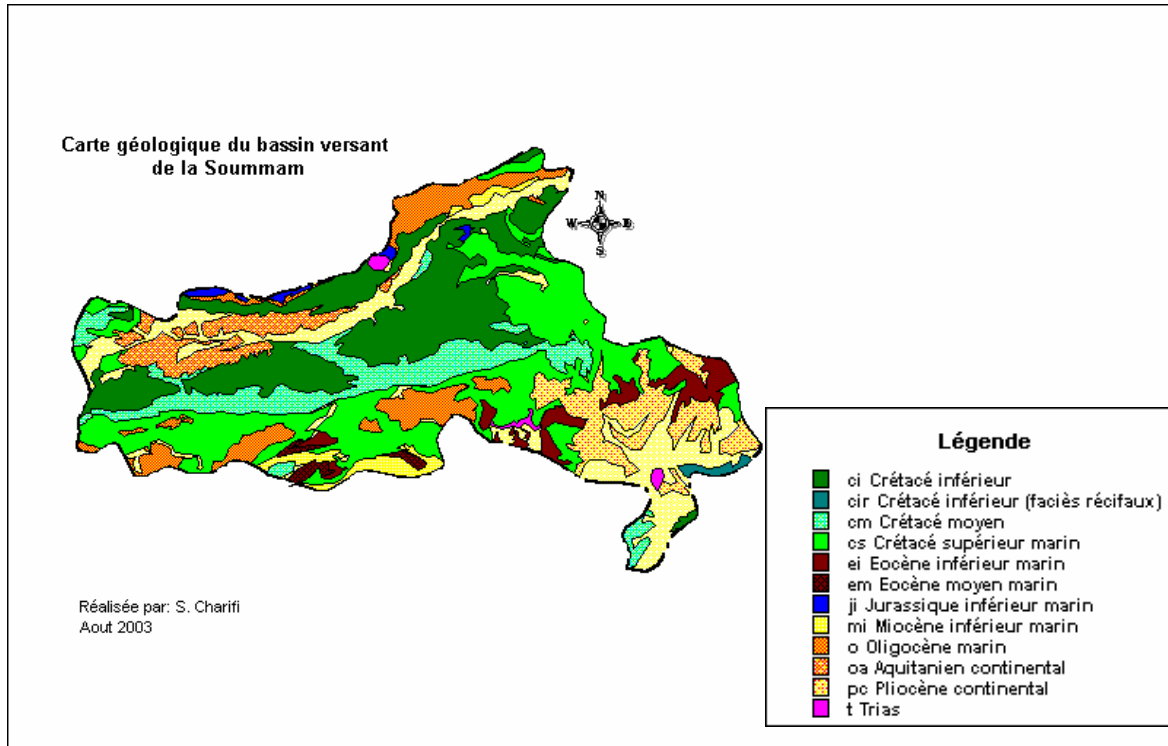 Carte géologique du bassin versant
de la Soummam
N
W E
S
Légende
ci Crétacé inférieur
cir Crétacé inférieur (faciès récifaux)
cm Crétacé moyen
cs Crétacé supérieur marin
ei Eocène inférieur marin
em Eocène moyen marin
ji Jurassique inférieur marin
mi Miocène inférieur marin
o Oligocène marin
oa Aquitanien continental
pc Pliocène continental
t Trias
Réalisée par: S. Charifi
Aout 2003